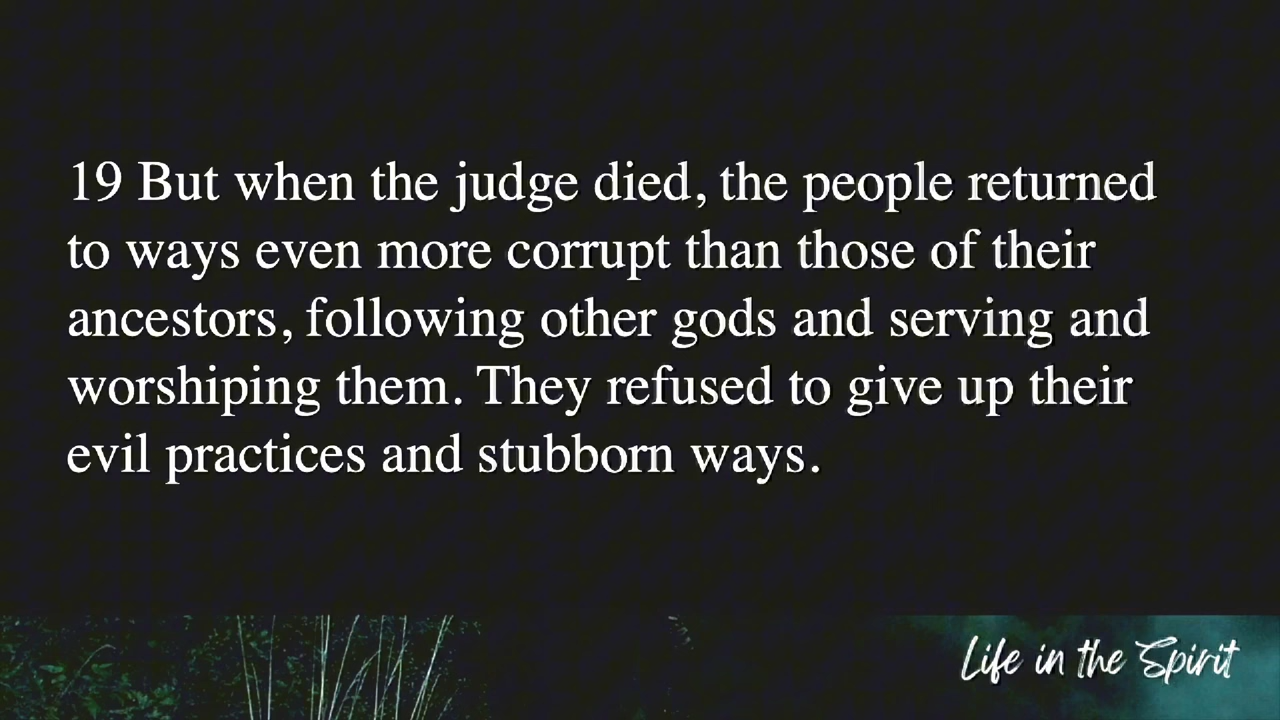 19 But when the judge died, the people returned
to ways even more corrupt than those of their
ancestors, following other gods and serving and
worshiping them. They refused to give up their
evil practices and stubborn ways.
Life in the Spirit